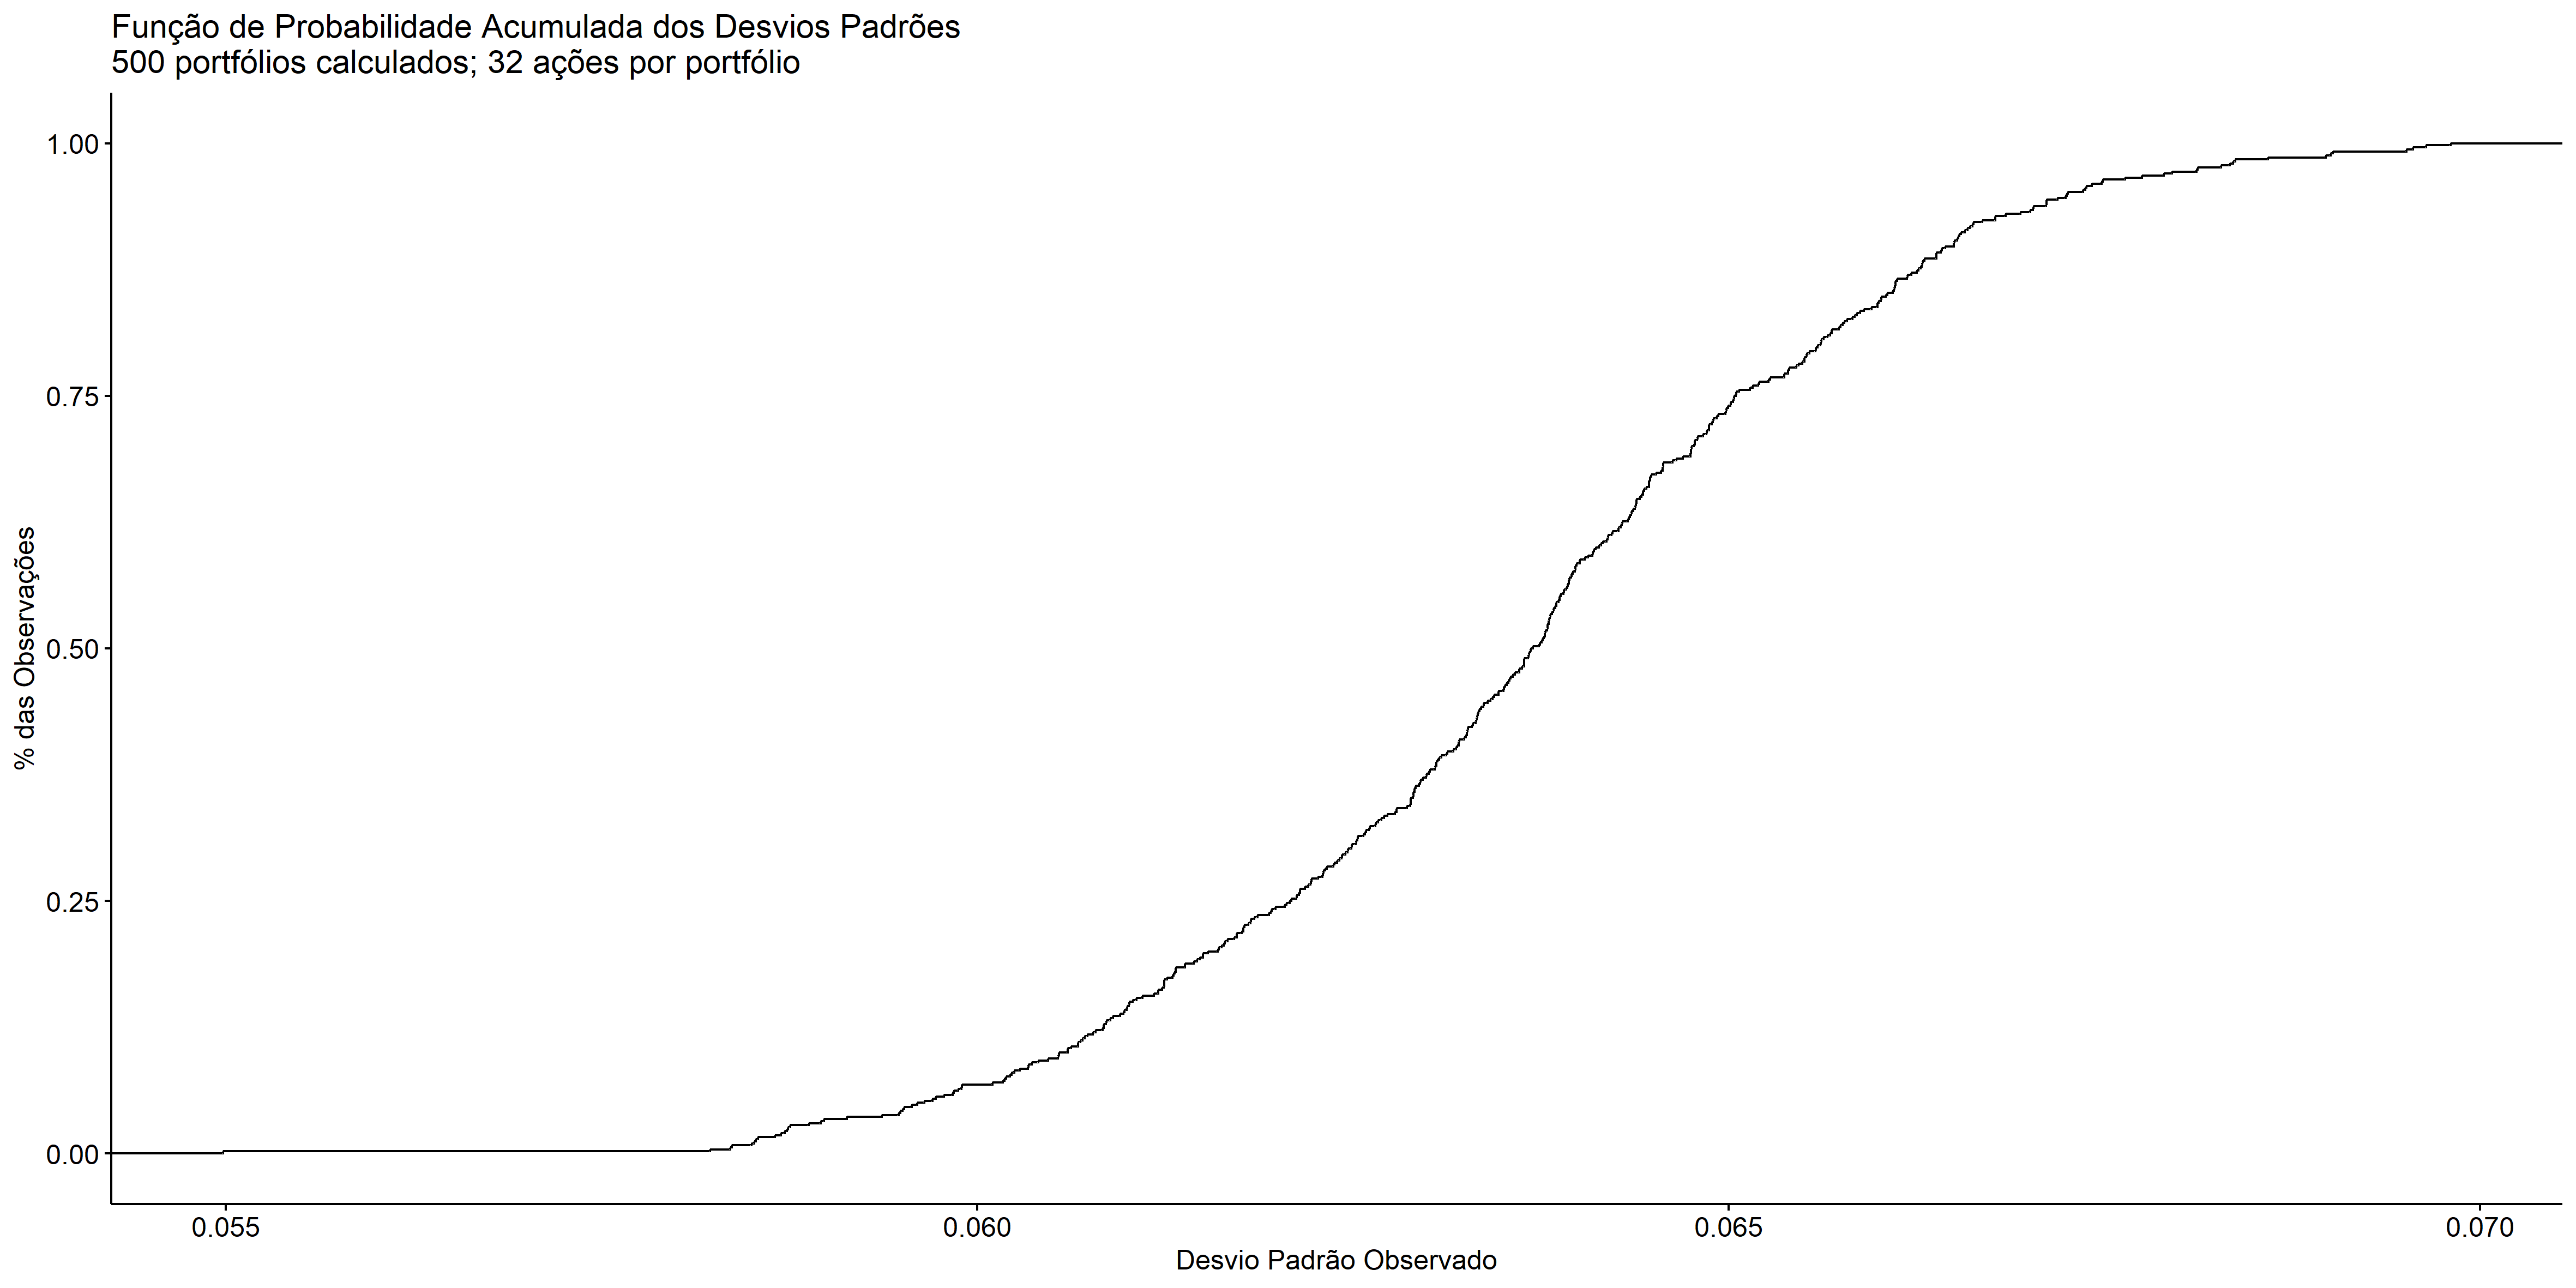 Função de Probabilidade Acumulada dos Desvios Padrões
500 portfólios calculados; 32 ações por portfólio
1.00
0.75
0.50
0.25
0.00
% das Observações
0.055
0.060
0.065
0.070
Desvio Padrão Observado